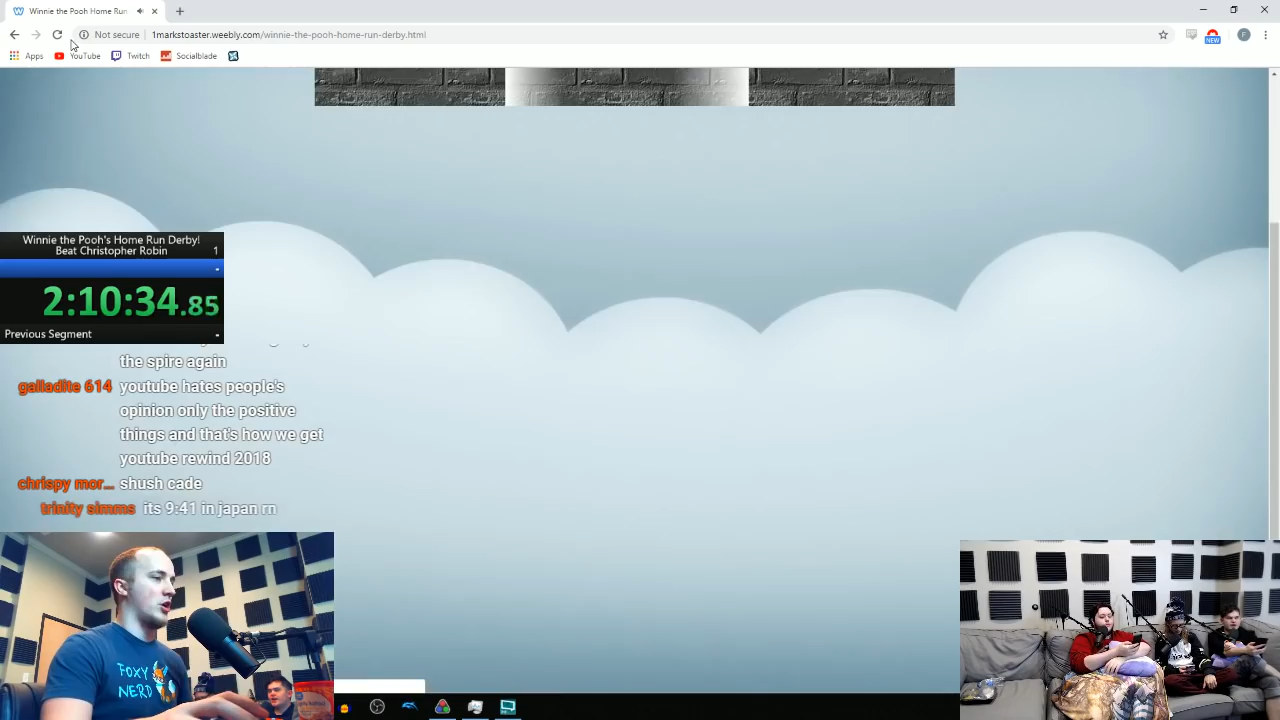 Winnie the Pooh Home Run
Not secure
1markstoaster.weebly.com/winnie-the-pooh-home-run-derby.html
NEW
F
Apps
YouTube
Twitch
Socialblade
Winnie the Pooh's Home Run Derby!
Beat Christopher Robin
1
-
2:10:34.85
Previous Segment
-
the spire again
galladite 614 youtube hates people's
opinion only the positive
things and that's how we get
youtube rewind 2018
chrispy mor... shush cade
trinity simms its 9:41 in japan rn
FOXY
NERD